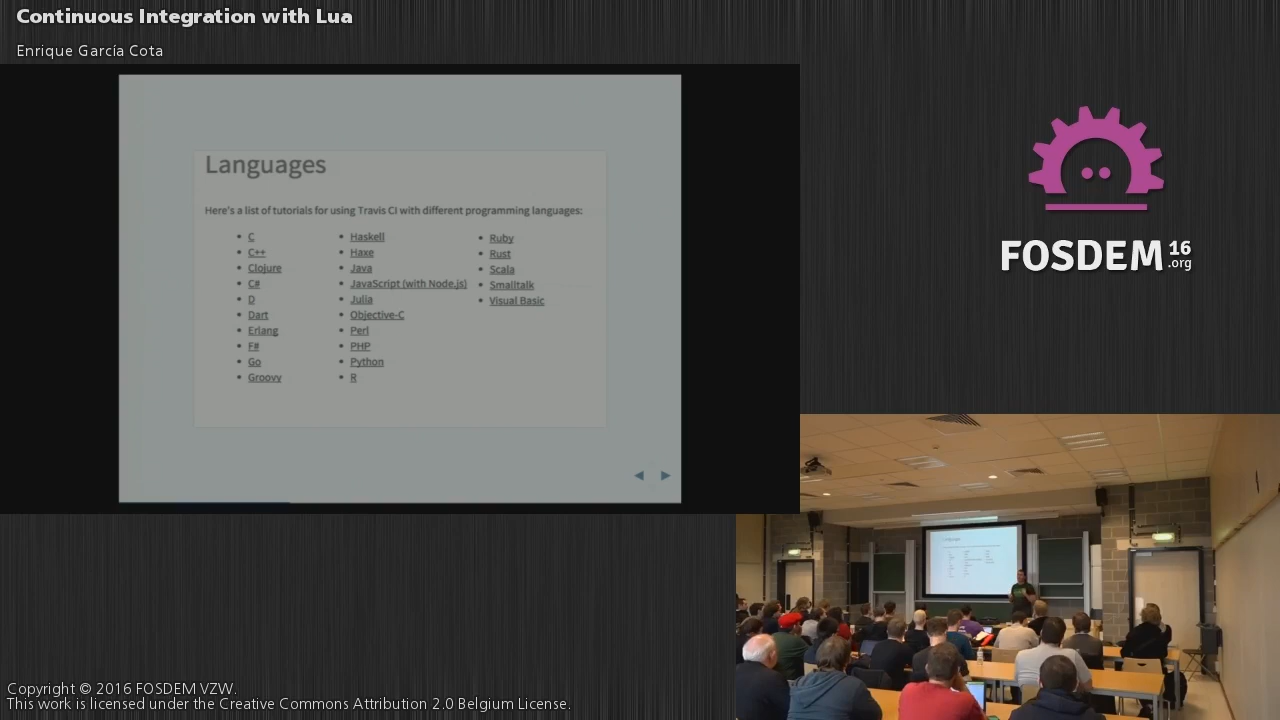 Continuous Integration with Lua
Enrique García Cota
Languages
Here's a list of tutorials for using Travis CI with different programming languages:
C
C++
Clojure
C#
D
Dart
Erlang
F#
Go
Groovy
Haskell
Haxe
Java
JavaScript (with Node.js)
Julia
Objective-C
Perl
PHP
Python
R
Ruby
Rust
Scala
Smalltalk
Visual Basic
FOSDEM 16 .org
Copyright © 2016 FOSDEM VZW.
This work is licensed under the Creative Commons Attribution 2.0 Belgium License.